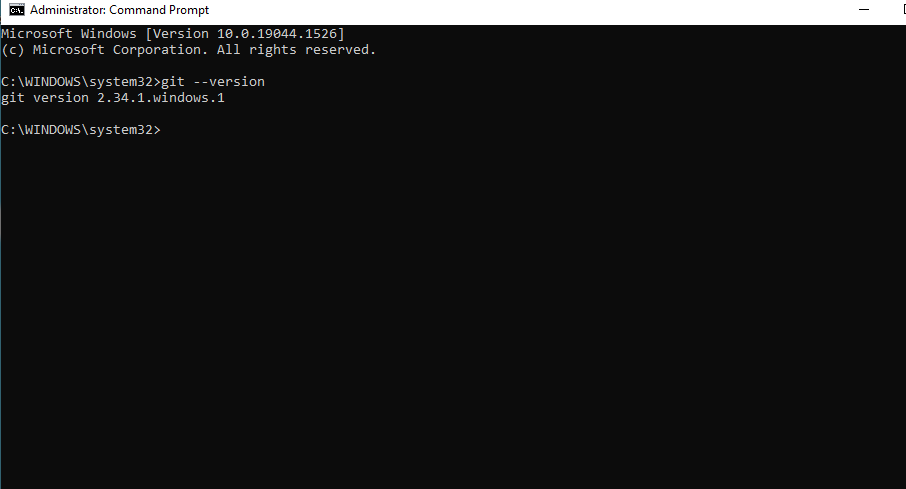 Administrator: Command Prompt
Microsoft Windows [Version 10.0.19044.1526]
(c) Microsoft Corporation. All rights reserved.
C:\WINDOWS\system32>git --version
git version 2.34.1.windows.1
C:\WINDOWS\system32>